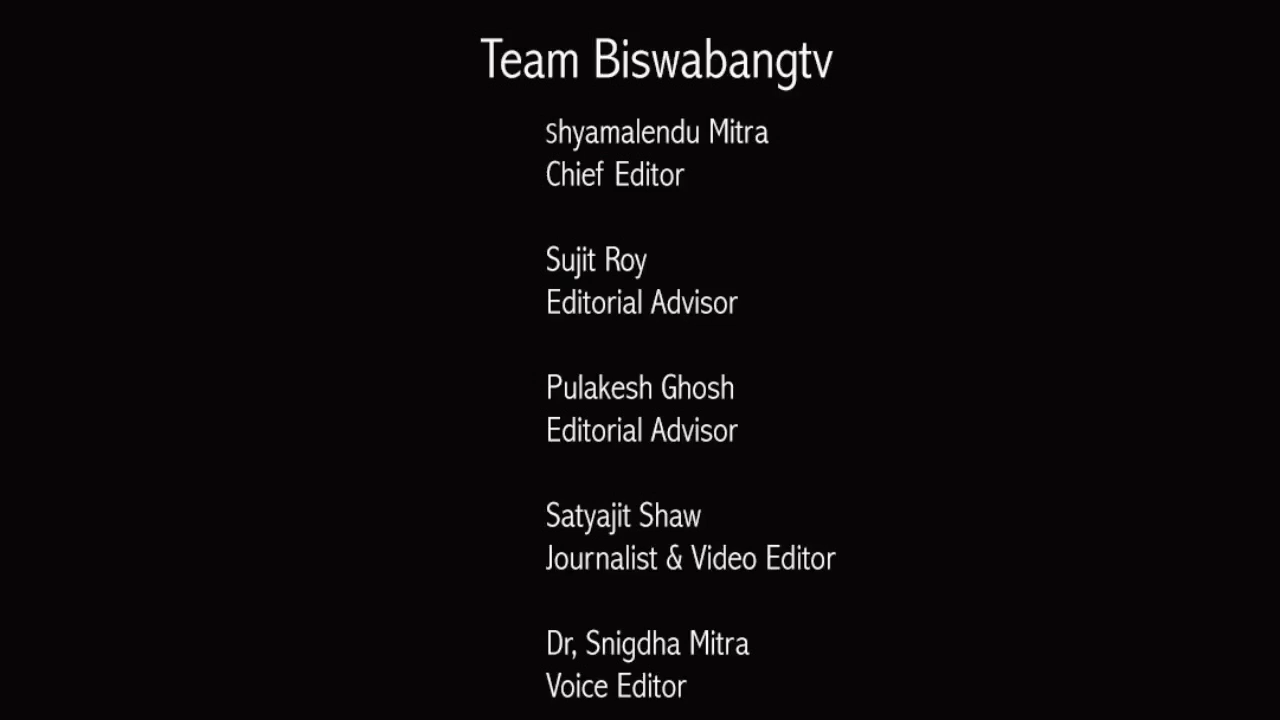 Team Biswabangtv
shyamalendu Mitra
Chief Editor
Sujit Roy
Editorial Advisor
Pulakesh Ghosh
Editorial Advisor
Satyajit Shaw
Journalist & Video Editor
Dr, Snigdha Mitra
Voice Editor